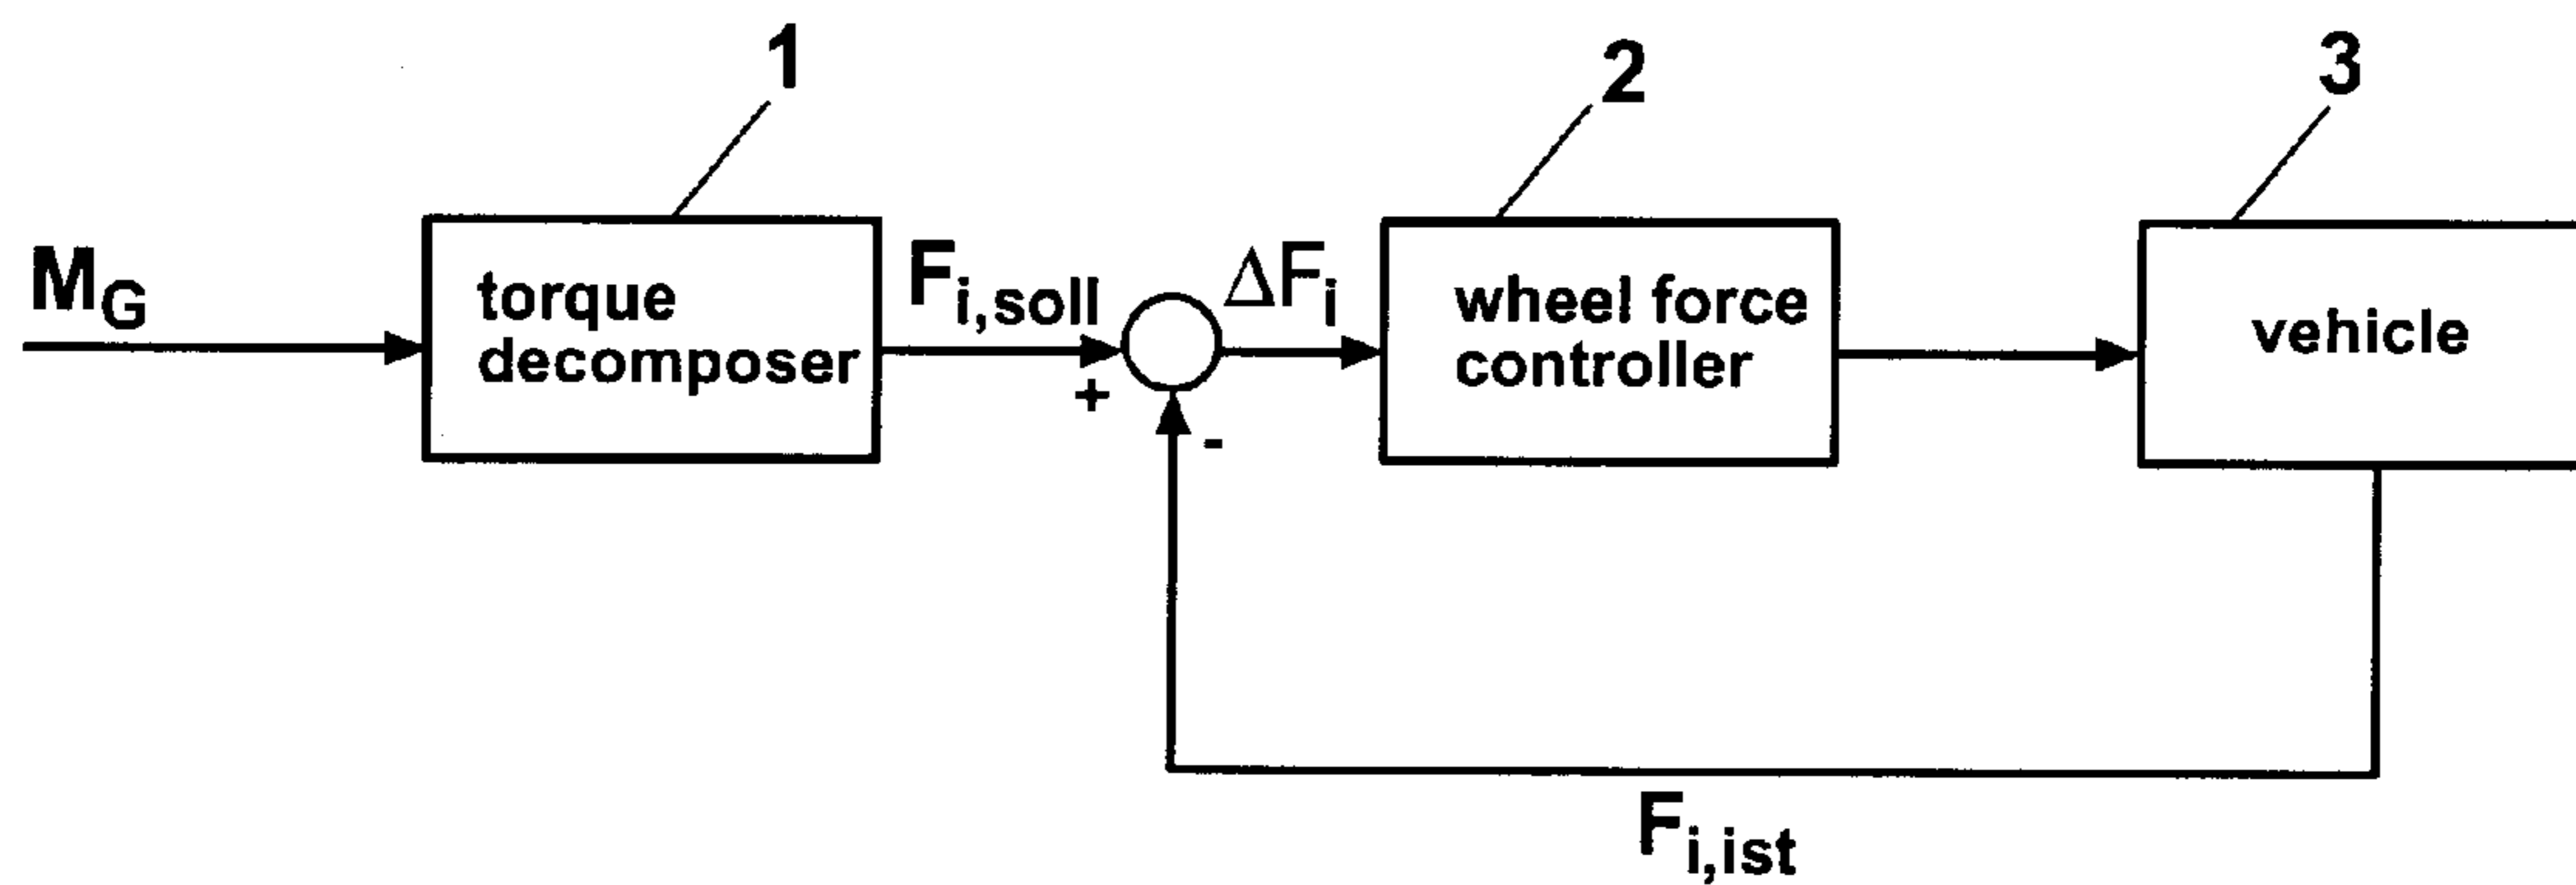 1
2
3
M_G
torque
decomposer
F_i,soll
+
-
ΔF_i
wheel force
controller
vehicle
F_i,ist